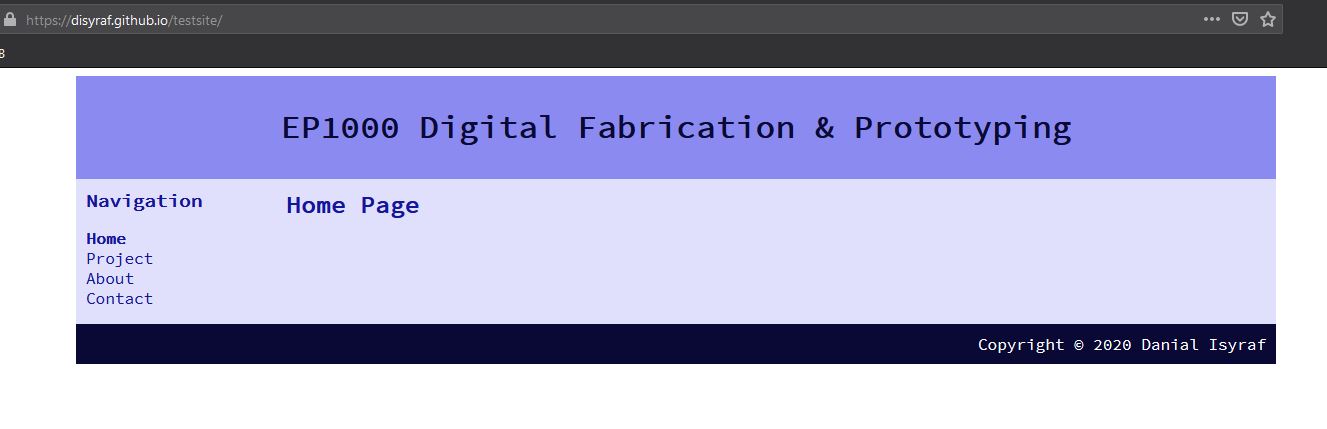 https://disyraf.github.io/testsite/
8
EP1000 Digital Fabrication & Prototyping
Navigation
Home Page
Home
Project
About
Contact
Copyright © 2020 Danial Isyraf